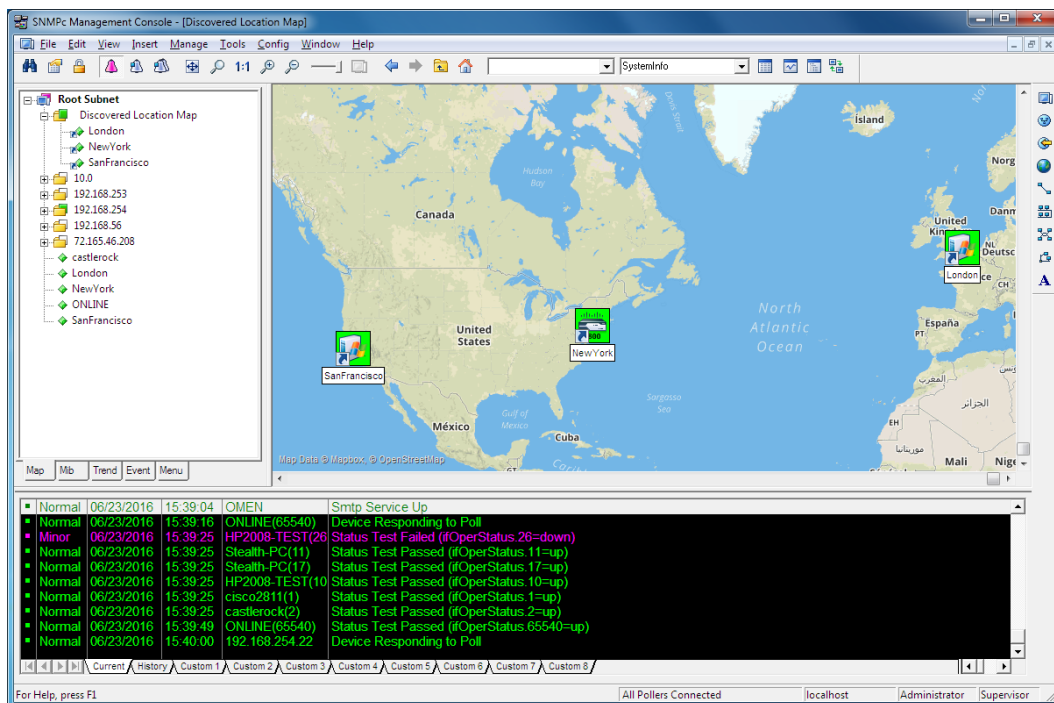 SNMPc Management Console - [Discovered Location Map]
File Edit View Insert Manage Tools Config Window Help
1:1 SystemInfo
Root Subnet
Discovered Location Map
London
NewYork
SanFrancisco
10.0
192.168.253
192.168.254
192.168.56
72.165.46.208
castlerock
London
NewYork
ONLINE
SanFrancisco
Map Mib Trend Event Menu
Davis Strait
Ísland
Nor
Norg
Hudson
Bay
Canada
United
Kin
Danm
NL
Deutsc
London
ce
CH
North
Atlantic
Ocean
United
States
500
NewYork
SanFrancisco
España
PT
Sargasso
Sea
المغرب
الجزائر
Gulf of
Mexico
México
Cuba
EH
موريتانيا
Mali
Nige
GT
Caribb
Map Data © Mapbox, © OpenStreetMap
A
Normal 06/23/2016 15:39:04 OMEN Smtp Service Up
Normal 06/23/2016 15:39:16 ONLINE(65540) Device Responding to Poll
Minor 06/23/2016 15:39:25 HP2008-TEST(26 Status Test Failed (ifOperStatus.26=down)
Normal 06/23/2016 15:39:25 Stealth-PC(11) Status Test Passed (ifOperStatus.11=up)
Normal 06/23/2016 15:39:25 Stealth-PC(17) Status Test Passed (ifOperStatus.17=up)
Normal 06/23/2016 15:39:25 HP2008-TEST(10 Status Test Passed (ifOperStatus.10=up)
Normal 06/23/2016 15:39:25 cisco2811(1) Status Test Passed (ifOperStatus.1=up)
Normal 06/23/2016 15:39:25 castlerock(2) Status Test Passed (ifOperStatus.2=up)
Normal 06/23/2016 15:39:49 ONLINE(65540) Status Test Passed (ifOperStatus.65540=up)
Normal 06/23/2016 15:40:00 192.168.254.22 Device Responding to Poll
Current History Custom 1 Custom 2 Custom 3 Custom 4 Custom 5 Custom 6 Custom 7 Custom 8
For Help, press F1 All Pollers Connected localhost Administrator Supervisor